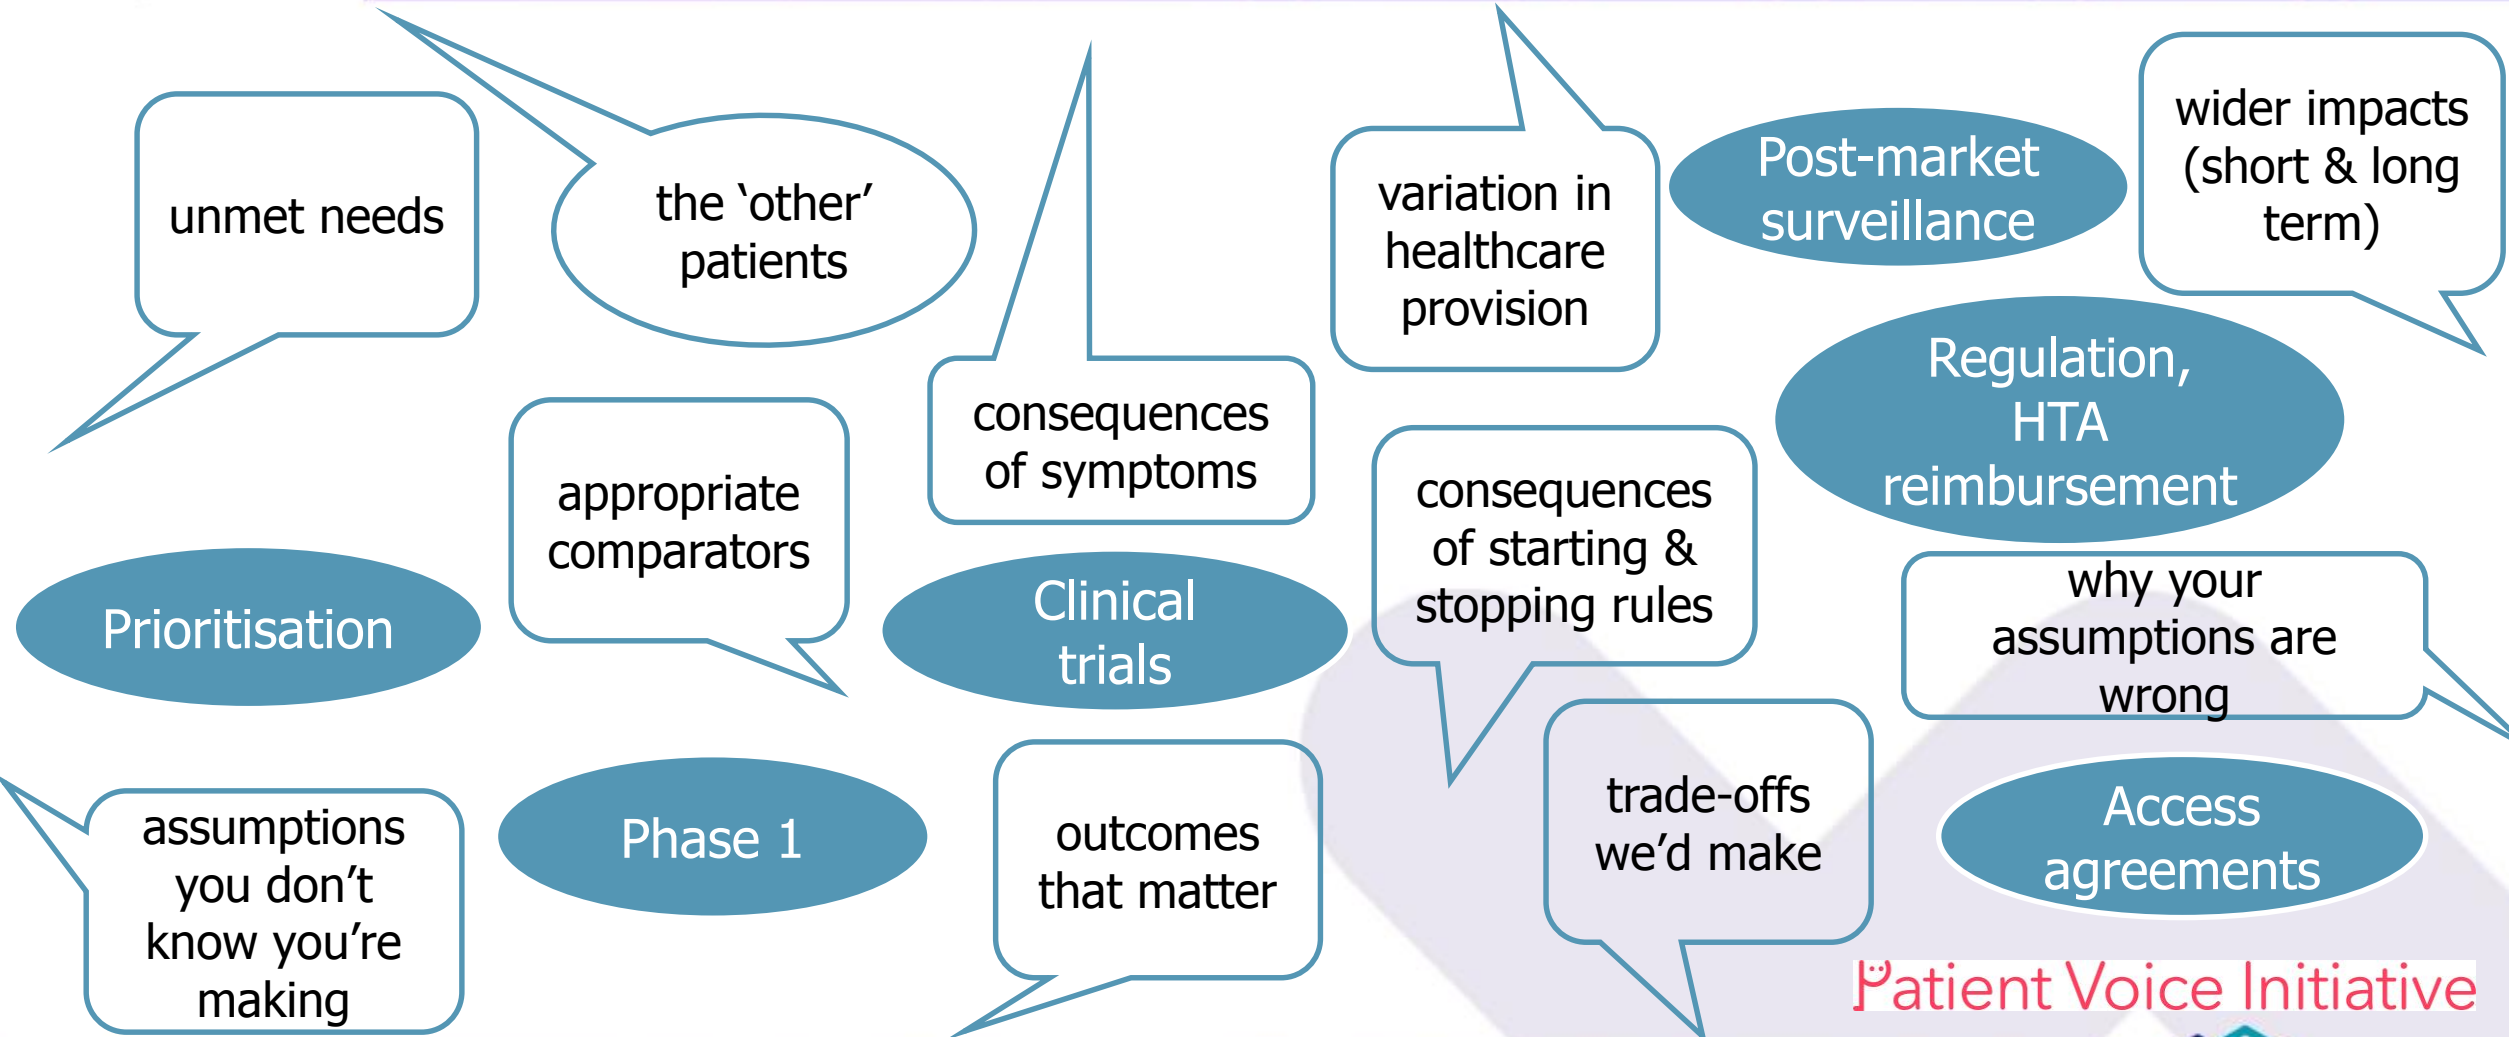 unmet needs
the ‘other’
patients
variation in
healthcare
provision
Post-market
surveillance
wider impacts
(short & long
term)
consequences
of symptoms
Regulation,
HTA
reimbursement
appropriate
comparators
consequences
of starting &
stopping rules
Prioritisation
Clinical
trials
why your
assumptions are
wrong
assumptions
you don’t
know you’re
making
Phase 1
outcomes
that matter
trade-offs
we’d make
Access
agreements
Patient Voice Initiative